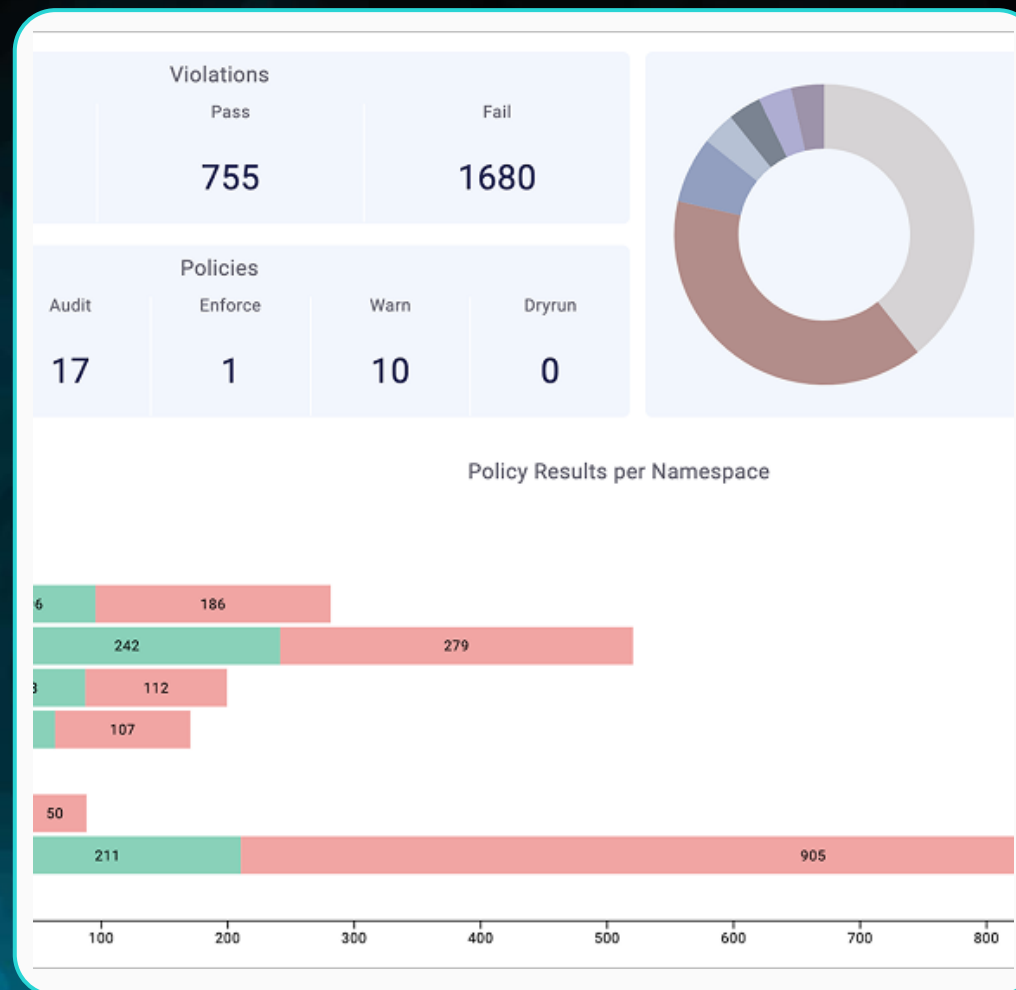 Violations
Pass Fail
755 1680
Policies
Audit Enforce Warn Dryrun
17 1 10 0
Policy Results per Namespace
186
242 279
112
107
50
211 905
100 200 300 400 500 600 700 800